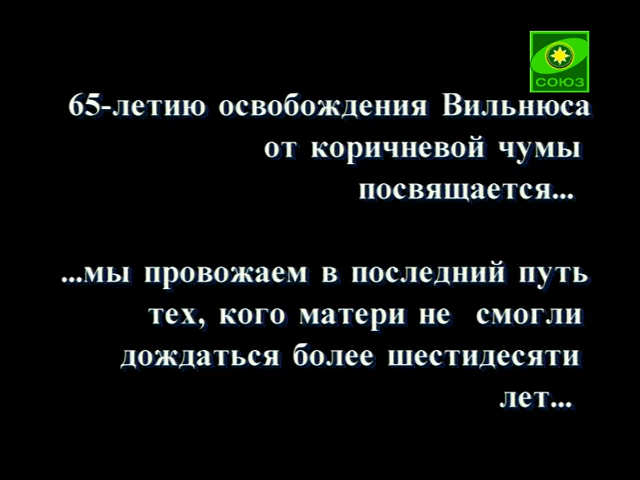 СОЮЗ
65-летию освобождения Вильнюса
от коричневой чумы
посвящается...
...мы провожаем в последний путь
тех, кого матери не смогли
дождаться более шестидесяти
лет...